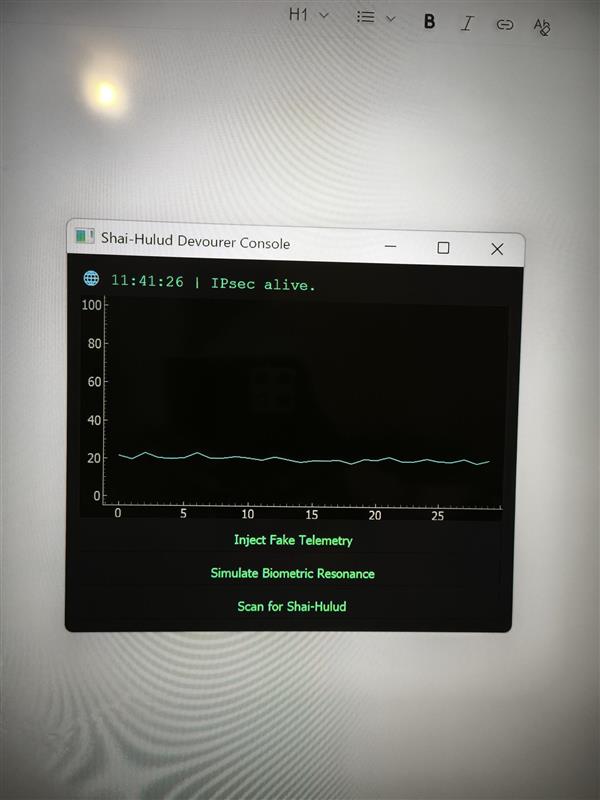 H1
B
I
Ab
Shai-Hulud Devourer Console
11:41:26 | IPsec alive.
100
80
60
40
20
0
0 5 10 15 20 25
Inject Fake Telemetry
Simulate Biometric Resonance
Scan for Shai-Hulud